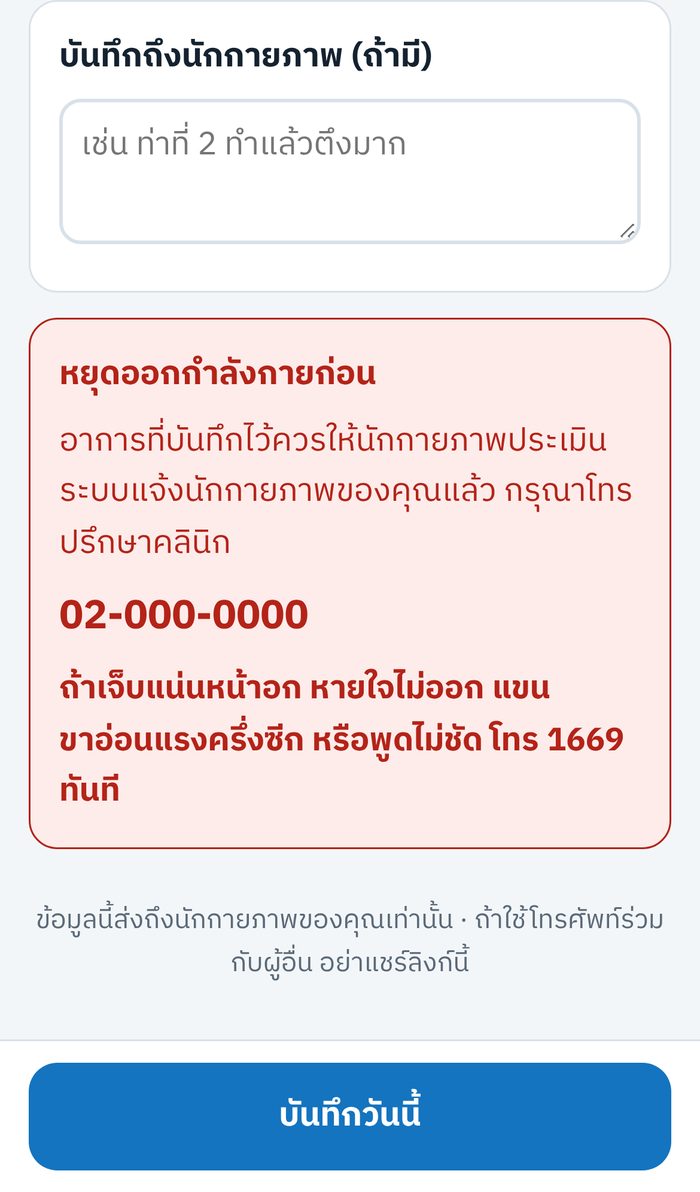 บันทึกถึงนักกายภาพ (ถ้ามี)
เช่น ท่าที่ 2 ทำแล้วตึงมาก
หยุดออกกำลังกายก่อน
อาการที่บันทึกไว้ควรให้นักกายภาพประเมิน
ระบบแจ้งนักกายภาพของคุณแล้ว กรุณาโทร
ปรึกษาคลินิก
02-000-0000
ถ้าเจ็บแน่นหน้าอก หายใจไม่ออก แขน
ขาอ่อนแรงครึ่งซีก หรือพูดไม่ชัด โทร 1669
ทันที
ข้อมูลนี้ส่งถึงนักกายภาพของคุณเท่านั้น · ถ้าใช้โทรศัพท์ร่วม
กับผู้อื่น อย่าแชร์ลิงก์นี้
บันทึกวันนี้